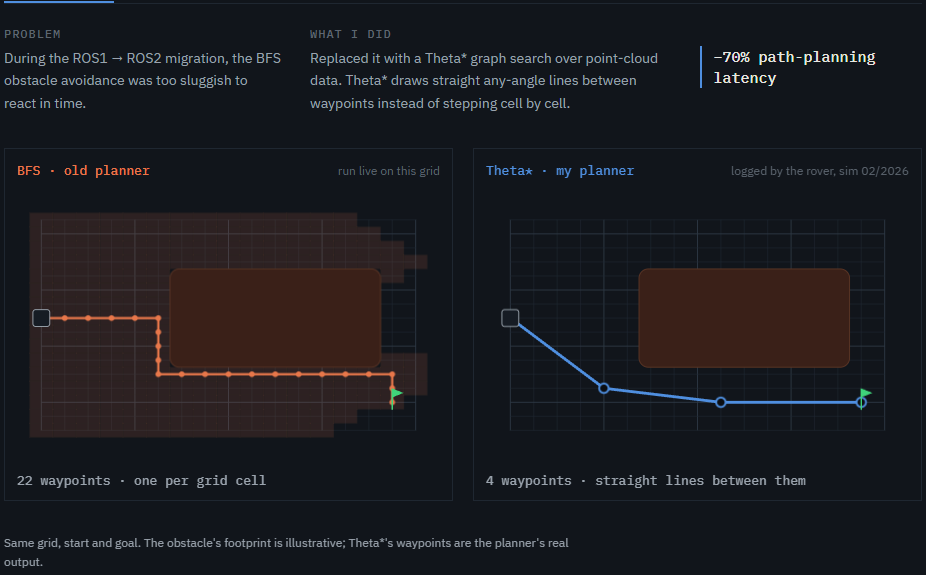 PROBLEM
During the ROS1 → ROS2 migration, the BFS
obstacle avoidance was too sluggish to
react in time.
WHAT I DID
Replaced it with a Theta* graph search over point-cloud
data. Theta* draws straight any-angle lines between
waypoints instead of stepping cell by cell.
−70% path-planning
latency
BFS · old planner
run live on this grid
22 waypoints · one per grid cell
Theta* · my planner
logged by the rover, sim 02/2026
4 waypoints · straight lines between them
Same grid, start and goal. The obstacle's footprint is illustrative; Theta*'s waypoints are the planner's real
output.